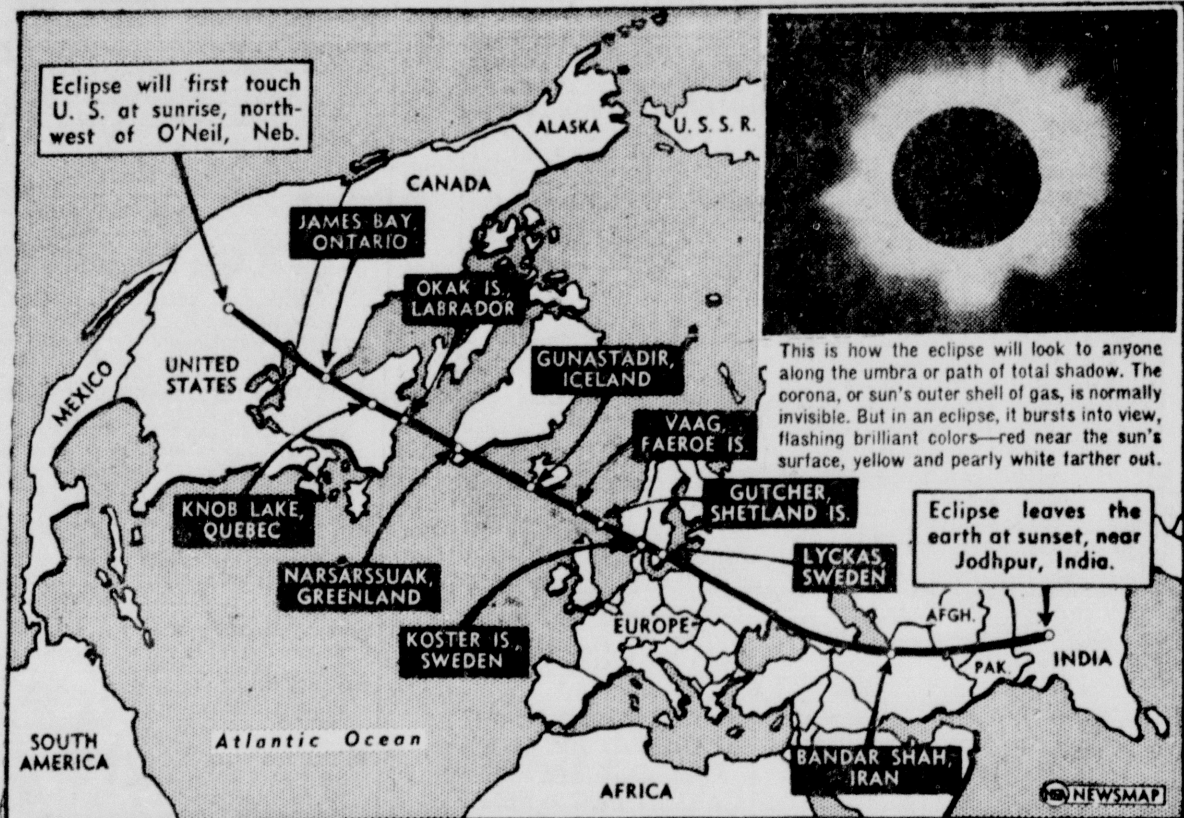 Eclipse will first touch
U. S. at sunrise, north-
west of O'Neil, Neb.
ALASKA
U. S. S. R.
CANADA
JAMES BAY,
ONTARIO
OKAK IS.,
LABRADOR
GUNASTADIR,
ICELAND
UNITED
STATES
MEXICO
VAAG,
FAEROE IS.
This is how the eclipse will look to anyone
along the umbra or path of total shadow. The
corona, or sun's outer shell of gas, is normally
invisible. But in an eclipse, it bursts into view,
flashing brilliant colors—red near the sun's
surface, yellow and pearly white farther out.
KNOB LAKE,
QUEBEC
GUTCHER,
SHETLAND IS.
Eclipse leaves the
earth at sunset, near
Jodhpur, India.
NARSARSSUAK,
GREENLAND
LYCKAS,
SWEDEN
KOSTER IS.,
SWEDEN
EUROPE
AFGH.
PAK.
INDIA
SOUTH
AMERICA
Atlantic Ocean
BANDAR SHAH,
IRAN
AFRICA
NEA NEWSMAP